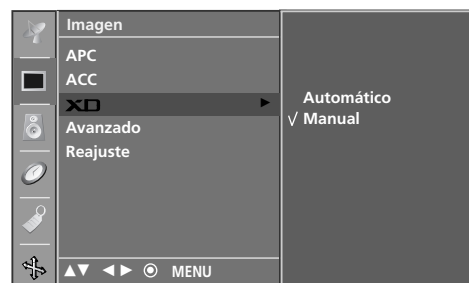 Imagen
APC
ACC
XD
Avanzado
Reajuste
MENU
Automático
√ Manual